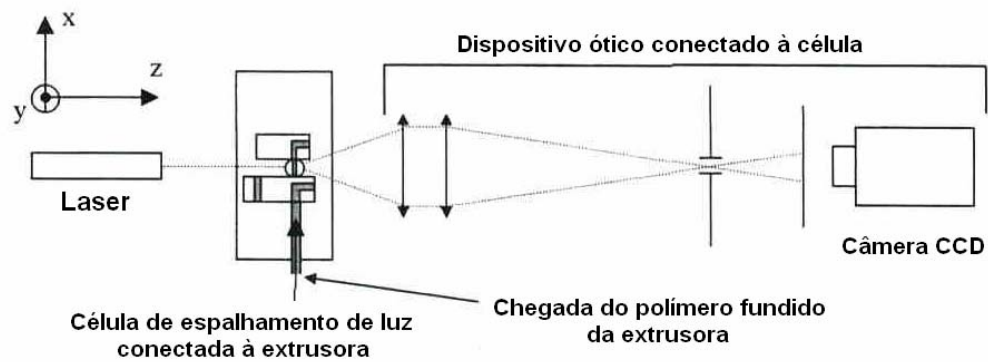 x
z
y
Dispositivo ótico conectado à célula
Laser
Câmera CCD
Célula de espalhamento de luz
conectada à extrusora
Chegada do polímero fundido
da extrusora